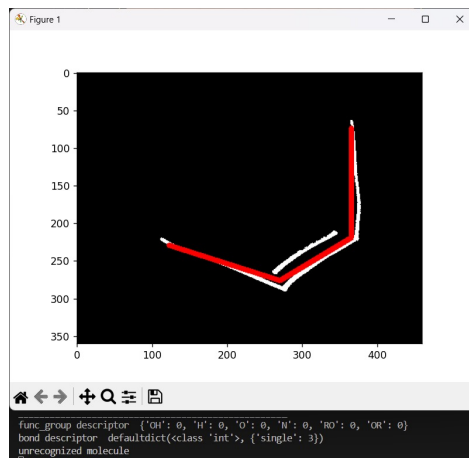 Figure 1
0
50
100
150
200
250
300
350
0 100 200 300 400
func_group descriptor {'OH': 0, 'H': 0, 'O': 0, 'N': 0, 'RO': 0, 'OR': 0}
bond descriptor defaultdict(<class 'int'>, {'single': 3})
unrecognized molecule